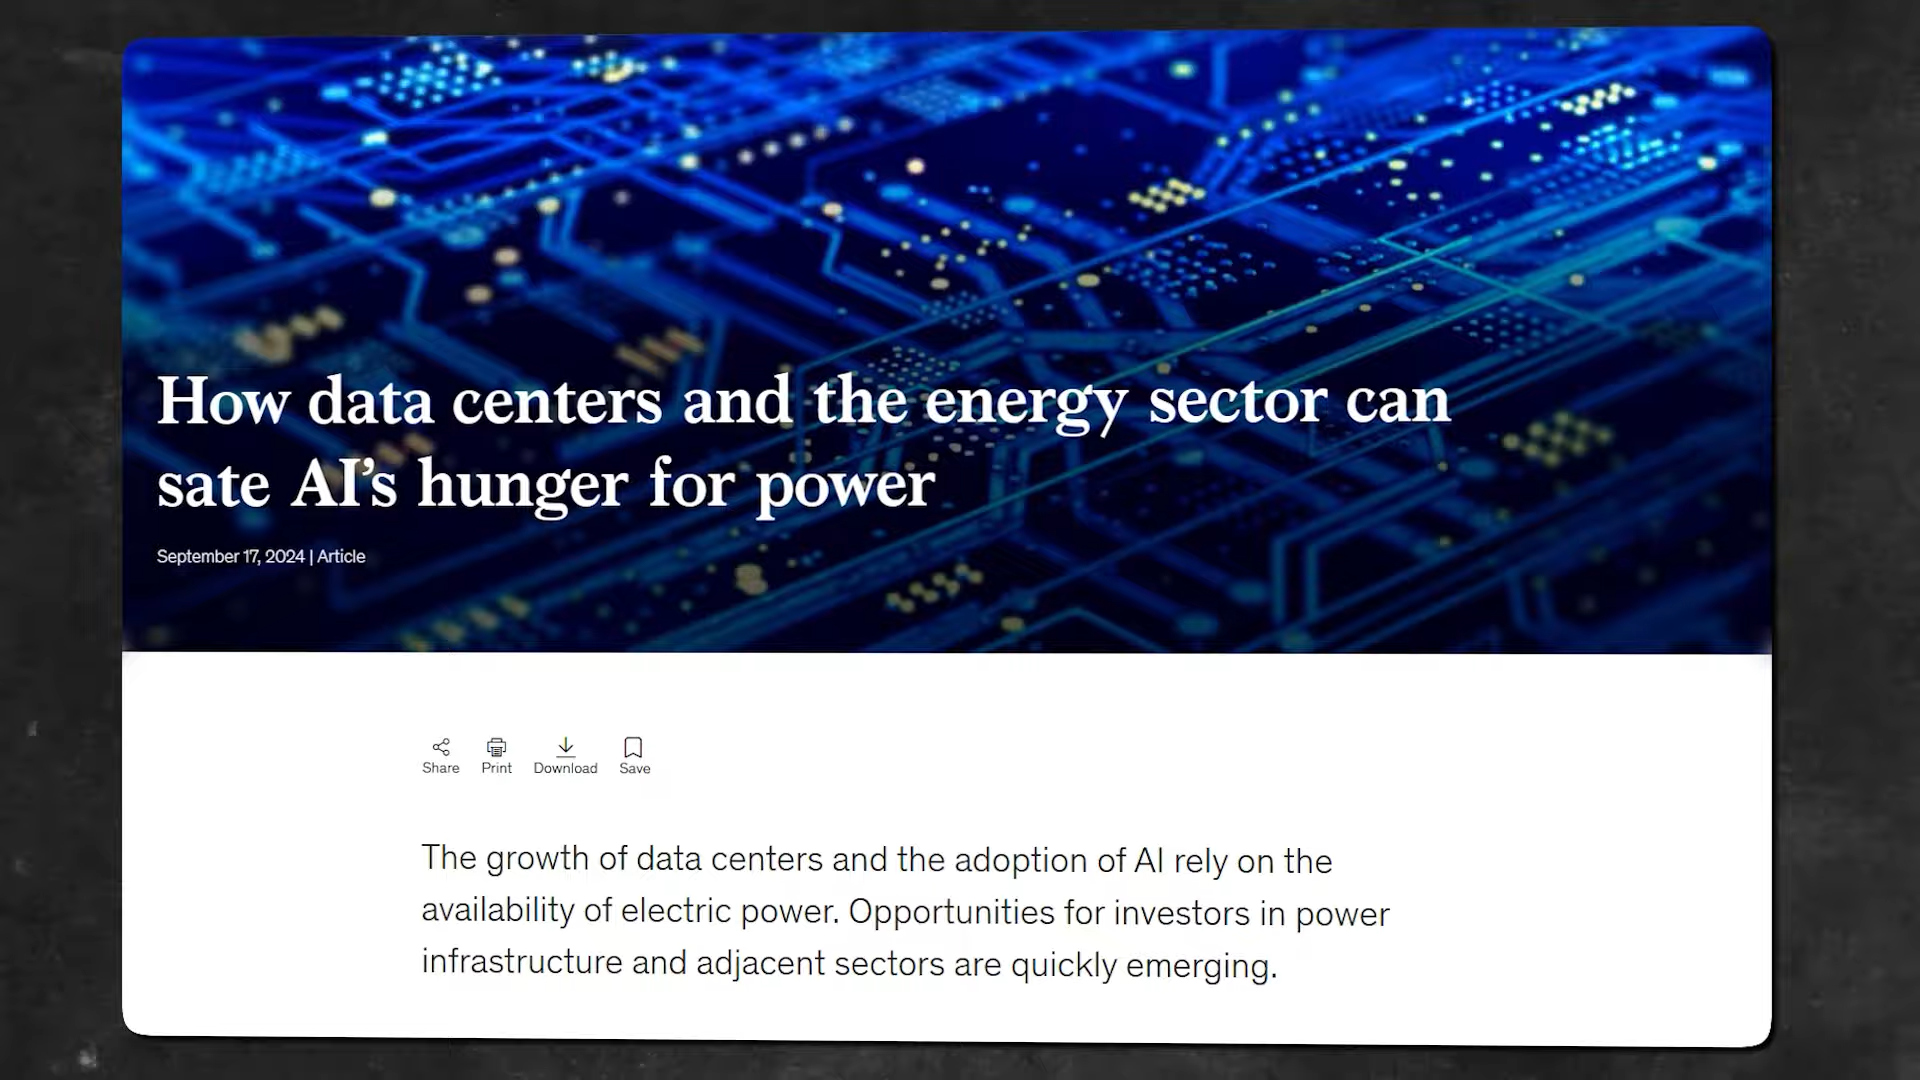 How data centers and the energy sector can
sate AI’s hunger for power
September 17, 2024 | Article
Share Print Download Save
The growth of data centers and the adoption of AI rely on the
availability of electric power. Opportunities for investors in power
infrastructure and adjacent sectors are quickly emerging.